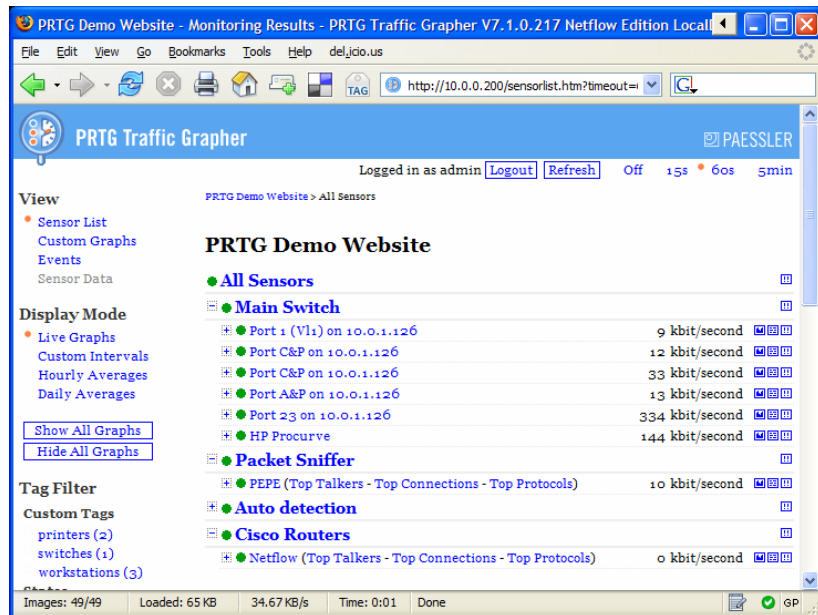 PRTG Demo Website - Monitoring Results - PRTG Traffic Grapher V7.1.0.217 Netflow Edition Locall
File Edit View Go Bookmarks Tools Help del.icio.us
TAG http://10.0.0.200/sensorlist.htm?timeout= G
PRTG Traffic Grapher
PAESSLER
Logged in as admin Logout Refresh Off 15s 60s 5min
View
Sensor List
Custom Graphs
Events
Sensor Data
Display Mode
Live Graphs
Custom Intervals
Hourly Averages
Daily Averages
Show All Graphs
Hide All Graphs
Tag Filter
Custom Tags
printers (2)
switches (1)
workstations (3)
States
PRTG Demo Website > All Sensors
PRTG Demo Website
All Sensors
Main Switch
Port 1 (Vl1) on 10.0.1.126 9 kbit/second
Port C&P on 10.0.1.126 12 kbit/second
Port C&P on 10.0.1.126 33 kbit/second
Port A&P on 10.0.1.126 13 kbit/second
Port 23 on 10.0.1.126 334 kbit/second
HP Procurve 144 kbit/second
Packet Sniffer
PEPE (Top Talkers - Top Connections - Top Protocols) 10 kbit/second
Auto detection
Cisco Routers
Netflow (Top Talkers - Top Connections - Top Protocols) 0 kbit/second
Images: 49/49 Loaded: 65 KB 34.67 KB/s Time: 0:01 Done GP